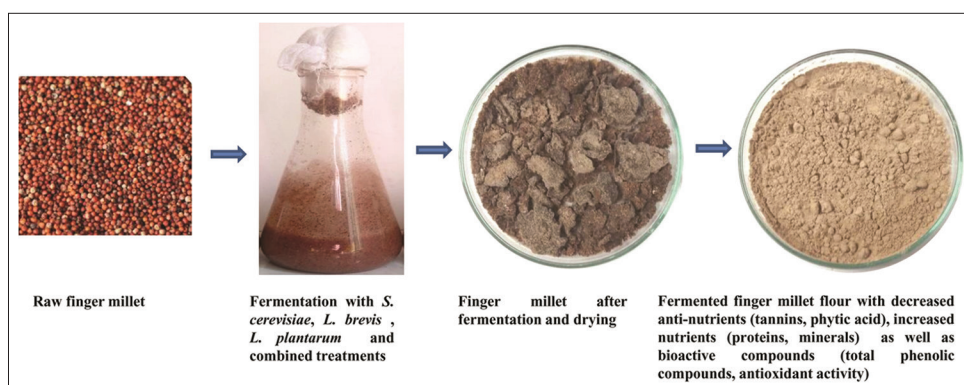 Raw finger millet
Fermentation with S.
cerevisiae, L. brevis ,
L. plantarum and
combined treatments
Finger millet after
fermentation and drying
Fermented finger millet flour with decreased
anti-nutrients (tannins, phytic acid), increased
nutrients (proteins, minerals) as well as
bioactive compounds (total phenolic
compounds, antioxidant activity)